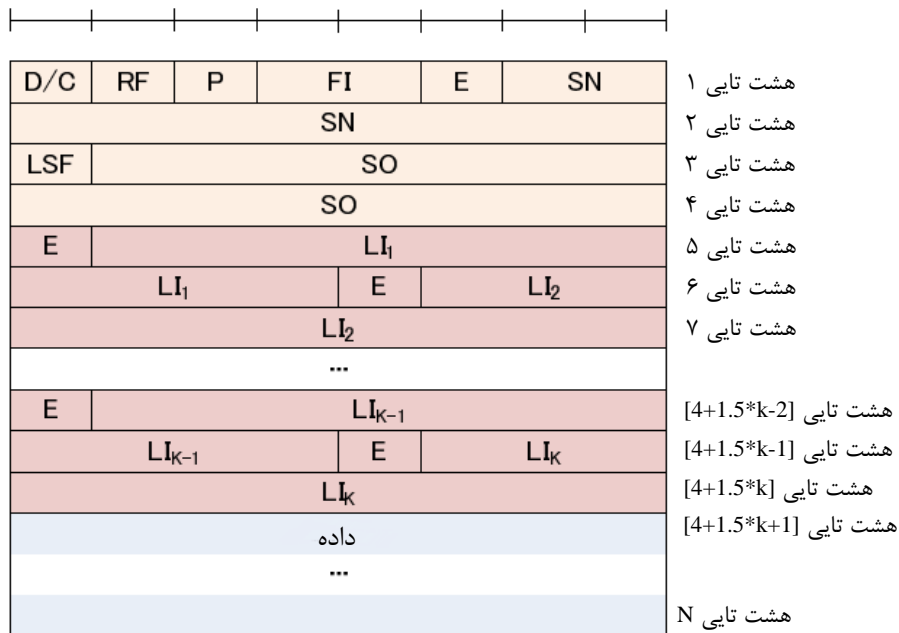 D/C RF P FI E SN هشت تایی ۱
SN هشت تایی ۲
LSF SO هشت تایی ۳
SO هشت تایی ۴
E LI₁ هشت تایی ۵
LI₁ E LI₂ هشت تایی ۶
LI₂ هشت تایی ۷
...
E LIK-1 هشت تایی [4+1.5*k-2]
LIK-1 E LIK هشت تایی [4+1.5*k-1]
LIK هشت تایی [4+1.5*k]
داده هشت تایی [4+1.5*k+1]
...
هشت تایی N